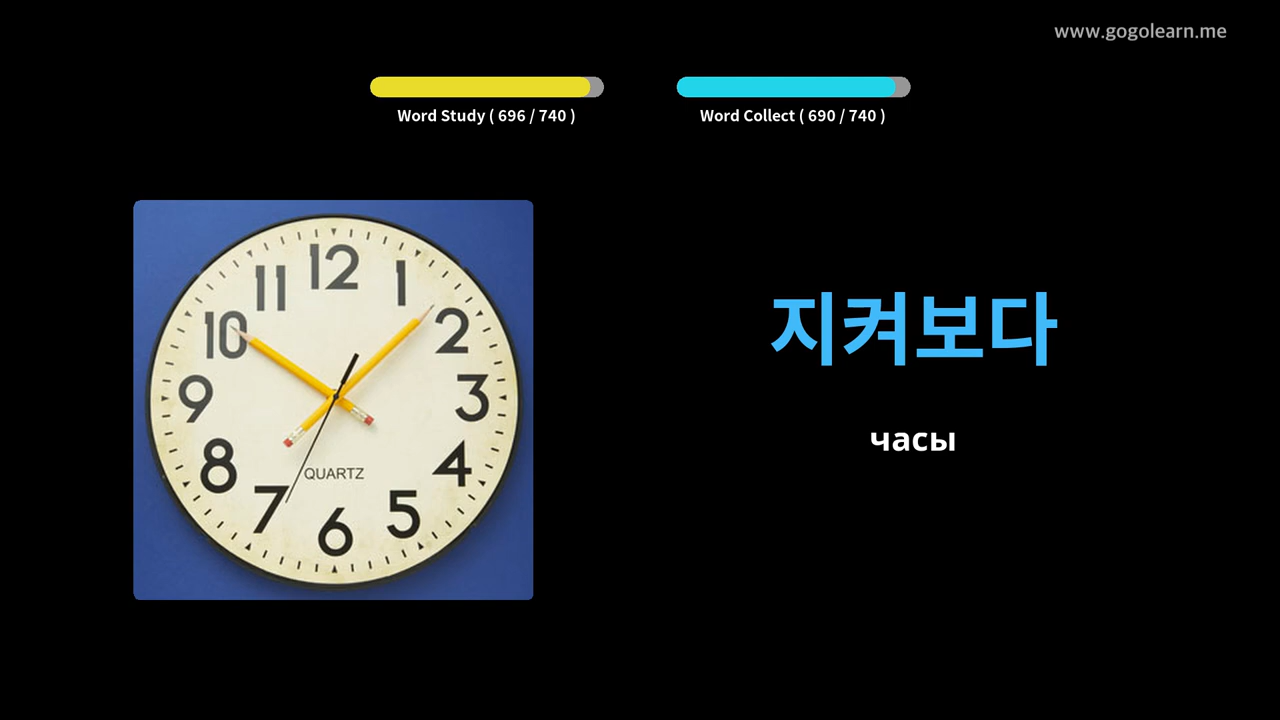 www.gogolearn.me
Word Study ( 696 / 740 )
Word Collect ( 690 / 740 )
12
11
1
10
2
9
3
8
4
QUARTZ
7
5
6
지켜보다
часы